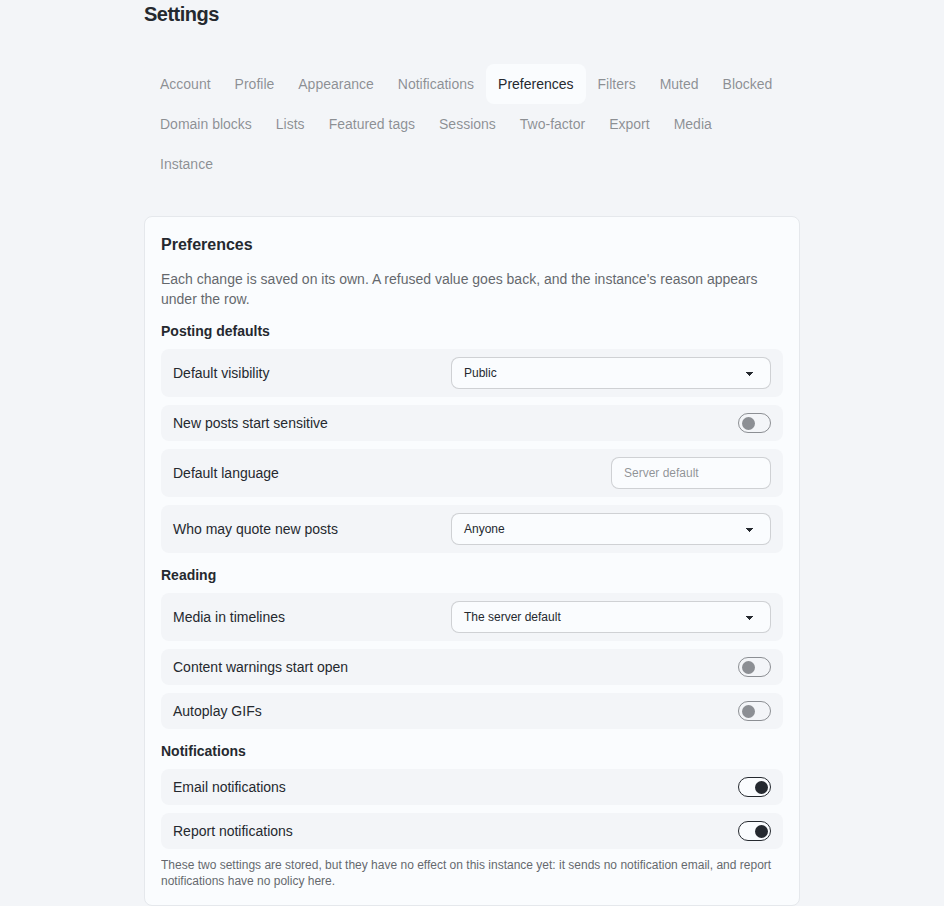 Settings
Account Profile Appearance Notifications Preferences Filters Muted Blocked
Domain blocks Lists Featured tags Sessions Two-factor Export Media
Instance
Preferences
Each change is saved on its own. A refused value goes back, and the instance's reason appears
under the row.
Posting defaults
Default visibility Public
New posts start sensitive
Default language Server default
Who may quote new posts Anyone
Reading
Media in timelines The server default
Content warnings start open
Autoplay GIFs
Notifications
Email notifications
Report notifications
These two settings are stored, but they have no effect on this instance yet: it sends no notification email, and report
notifications have no policy here.